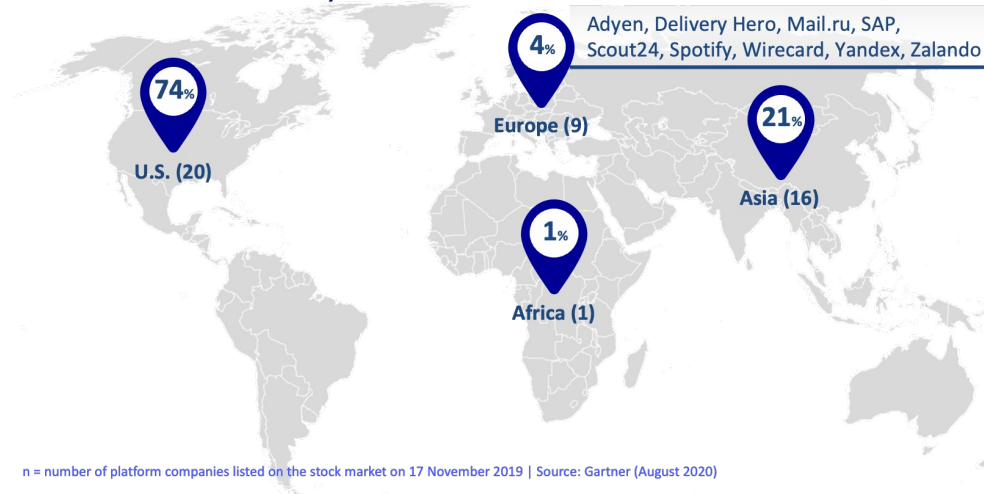 Adyen, Delivery Hero, Mail.ru, SAP,
Scout24, Spotify, Wirecard, Yandex, Zalando
4%
Europe (9)
74%
U.S. (20)
21%
Asia (16)
1%
Africa (1)
n = number of platform companies listed on the stock market on 17 November 2019 | Source: Gartner (August 2020)